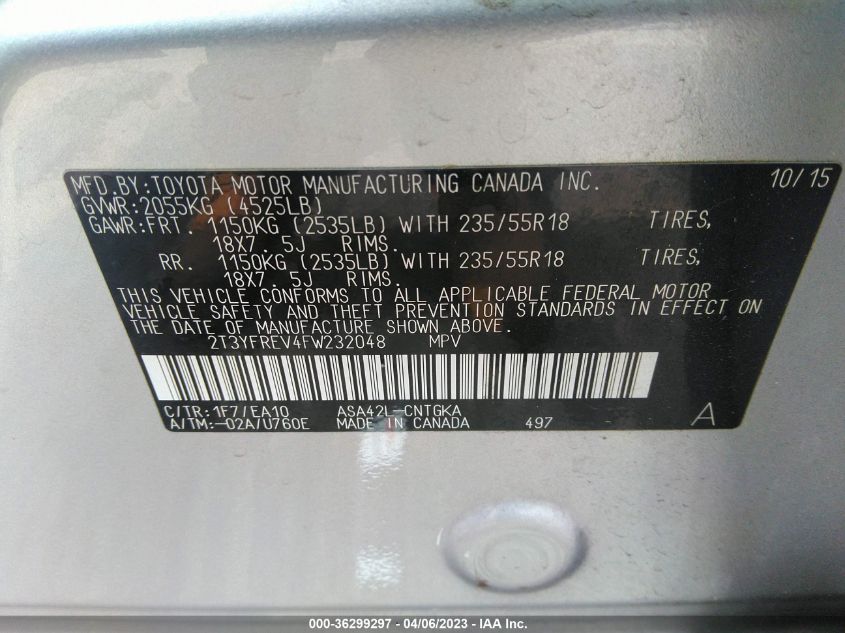 MFD.BY:TOYOTA MOTOR MANUFACTURING CANADA INC. 10/15
GVWR:2055KG (4525LB)
GAWR:FRT. 1150KG (2535LB) WITH 235/55R18 TIRES,
18X7.5J RIMS.
RR. 1150KG (2535LB) WITH 235/55R18 TIRES,
18X7.5J RIMS.
THIS VEHICLE CONFORMS TO ALL APPLICABLE FEDERAL MOTOR
VEHICLE SAFETY AND THEFT PREVENTION STANDARDS IN EFFECT ON
THE DATE OF MANUFACTURE SHOWN ABOVE.
2T3YFREV4FW232048 MPV
C/TR:1F7/EA10 ASA42L-CNTGKA
A/TM:-02A/U760E MADE IN CANADA 497 A
000-36299297 - 04/06/2023 - IAA Inc.